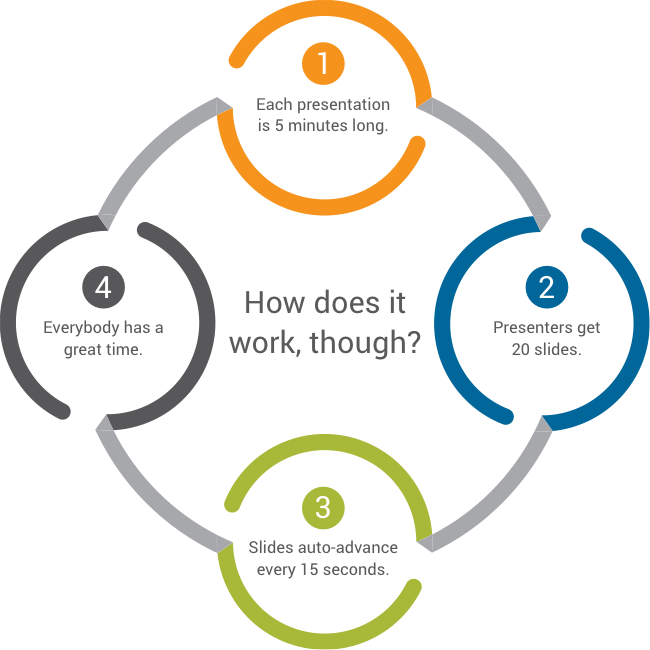 1
Each presentation
is 5 minutes long.
2
Presenters get
20 slides.
3
Slides auto-advance
every 15 seconds.
4
Everybody has a
great time.
How does it
work, though?